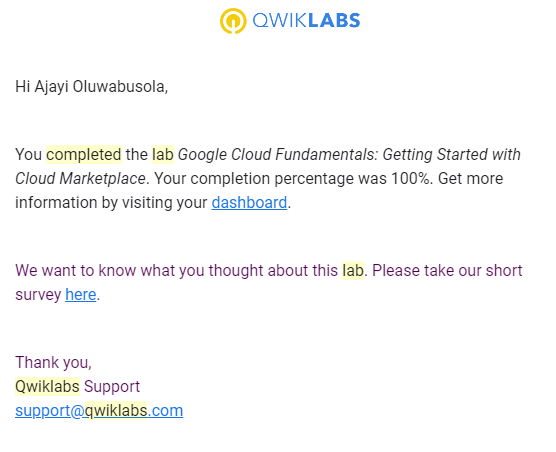 QWIKLABS
Hi Ajayi Oluwabusola,
You completed the lab Google Cloud Fundamentals: Getting Started with
Cloud Marketplace. Your completion percentage was 100%. Get more
information by visiting your dashboard.
We want to know what you thought about this lab. Please take our short
survey here.
Thank you,
Qwiklabs Support
support@qwiklabs.com